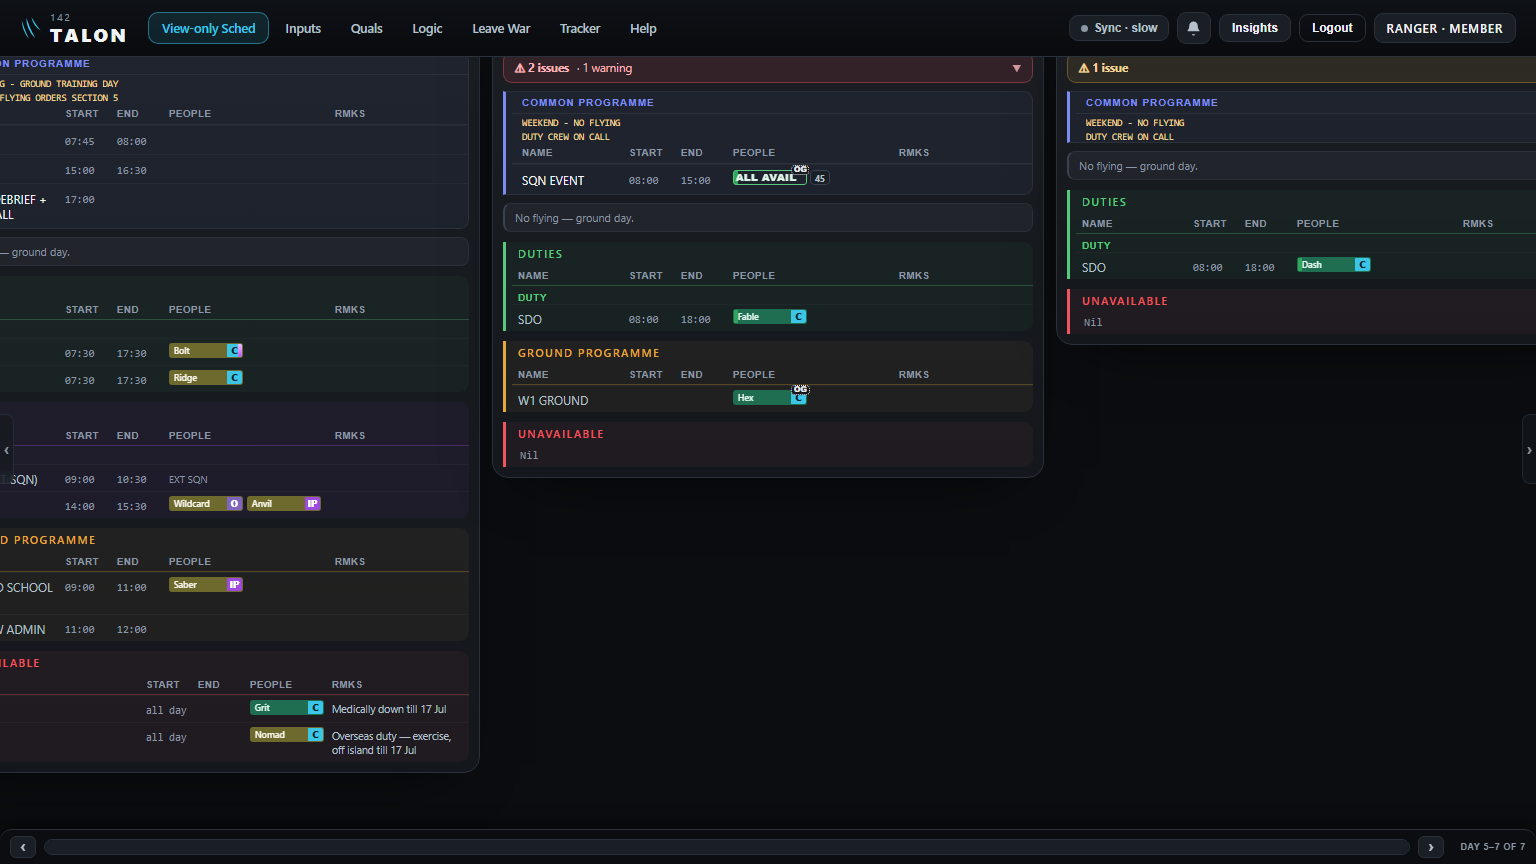 142
TALON
View-only Sched
Inputs
Quals
Logic
Leave War
Tracker
Help
Sync · slow
Insights
Logout
RANGER · MEMBER
ON PROGRAMME
G - GROUND TRAINING DAY
FLYING ORDERS SECTION 5
START END PEOPLE RMKS
07:45 08:00
15:00 16:30
EBRIEF + 17:00
ALL
— ground day.
START END PEOPLE RMKS
07:30 17:30 Bolt C
07:30 17:30 Ridge C
START END PEOPLE RMKS
SQN) 09:00 10:30 EXT SQN
14:00 15:30 Wildcard O Anvil IP
D PROGRAMME
START END PEOPLE RMKS
O SCHOOL 09:00 11:00 Saber IP
ADMIN 11:00 12:00
ILABLE
START END PEOPLE RMKS
all day Grit C Medically down till 17 Jul
all day Nomad C Overseas duty — exercise,
off island till 17 Jul
2 issues · 1 warning
COMMON PROGRAMME
WEEKEND - NO FLYING
DUTY CREW ON CALL
NAME START END PEOPLE RMKS
SQN EVENT 08:00 15:00 ALL AVAIL OG 45
No flying — ground day.
DUTIES
NAME START END PEOPLE RMKS
DUTY
SDO 08:00 18:00 Fable C
GROUND PROGRAMME
NAME START END PEOPLE RMKS
W1 GROUND Hex C OG
UNAVAILABLE
Nil
1 issue
COMMON PROGRAMME
WEEKEND - NO FLYING
DUTY CREW ON CALL
No flying — ground day.
DUTIES
NAME START END PEOPLE RMKS
DUTY
SDO 08:00 18:00 Dash C
UNAVAILABLE
Nil
DAY 5–7 OF 7